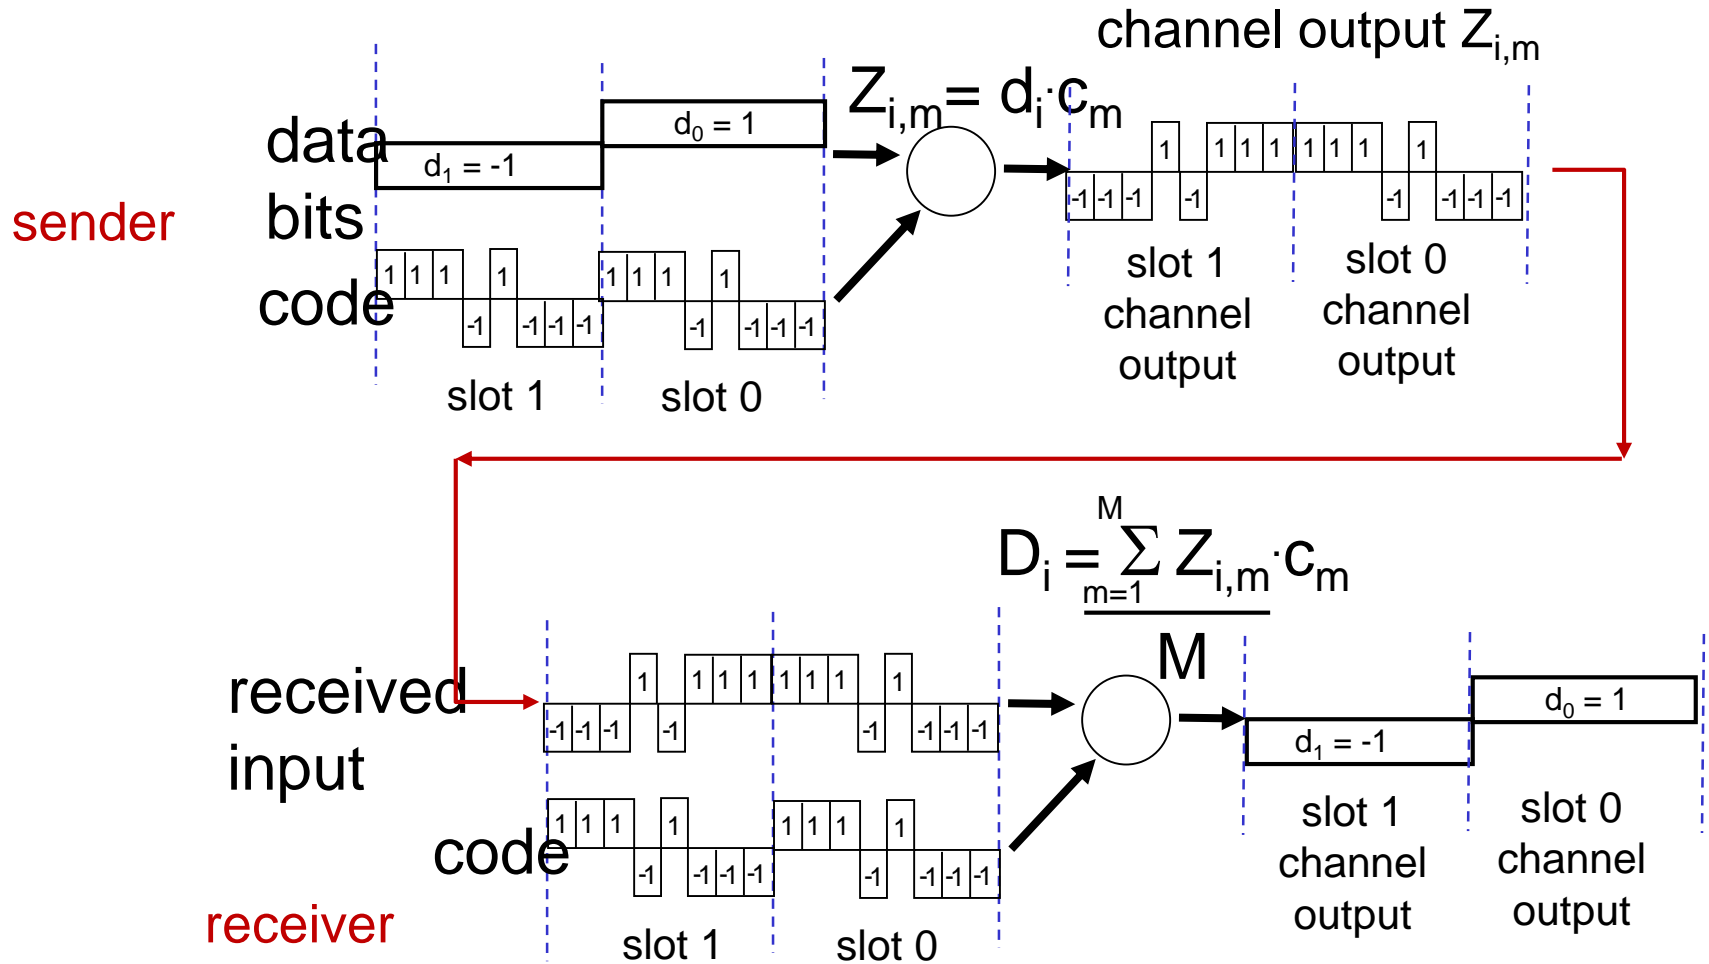 channel output Z_{i,m}
Z_{i,m} = d_i·c_m
data bits
d_0 = 1
d_1 = -1
sender
1 1 1 -1 1 -1 -1 -1 1 1 1 -1 1 -1 -1 -1
code
slot 1 slot 0
-1 -1 -1 1 -1 1 1 1 1 1 1 -1 1 -1 -1 -1
slot 1 channel output
slot 0 channel output
D_i = Σ_{m=1}^{M} Z_{i,m}·c_m
M
received input
-1 -1 -1 1 -1 1 1 1 1 1 1 -1 1 -1 -1 -1
code
1 1 1 -1 1 -1 -1 -1 1 1 1 -1 1 -1 -1 -1
receiver
slot 1 slot 0
d_0 = 1
d_1 = -1
slot 1 channel output
slot 0 channel output